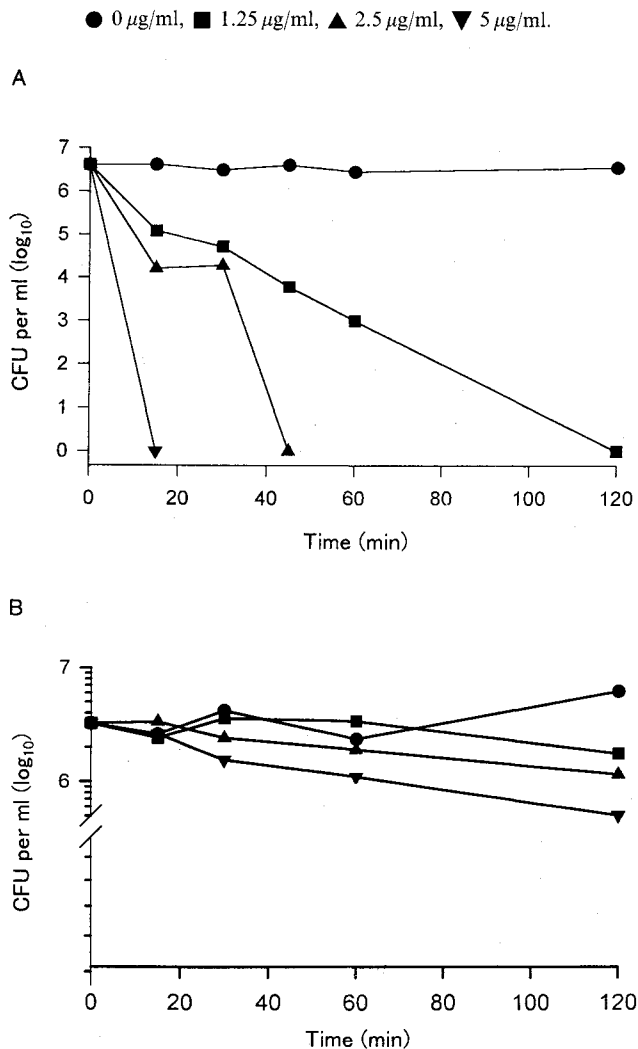 ● 0 μg/ml, ■ 1.25 μg/ml, ▲ 2.5 μg/ml, ▼ 5 μg/ml.
A
7
6
5
4
3
2
1
0
CFU per ml (log10)
0 20 40 60 80 100 120
Time (min)
B
7
6
CFU per ml (log10)
0 20 40 60 80 100 120
Time (min)